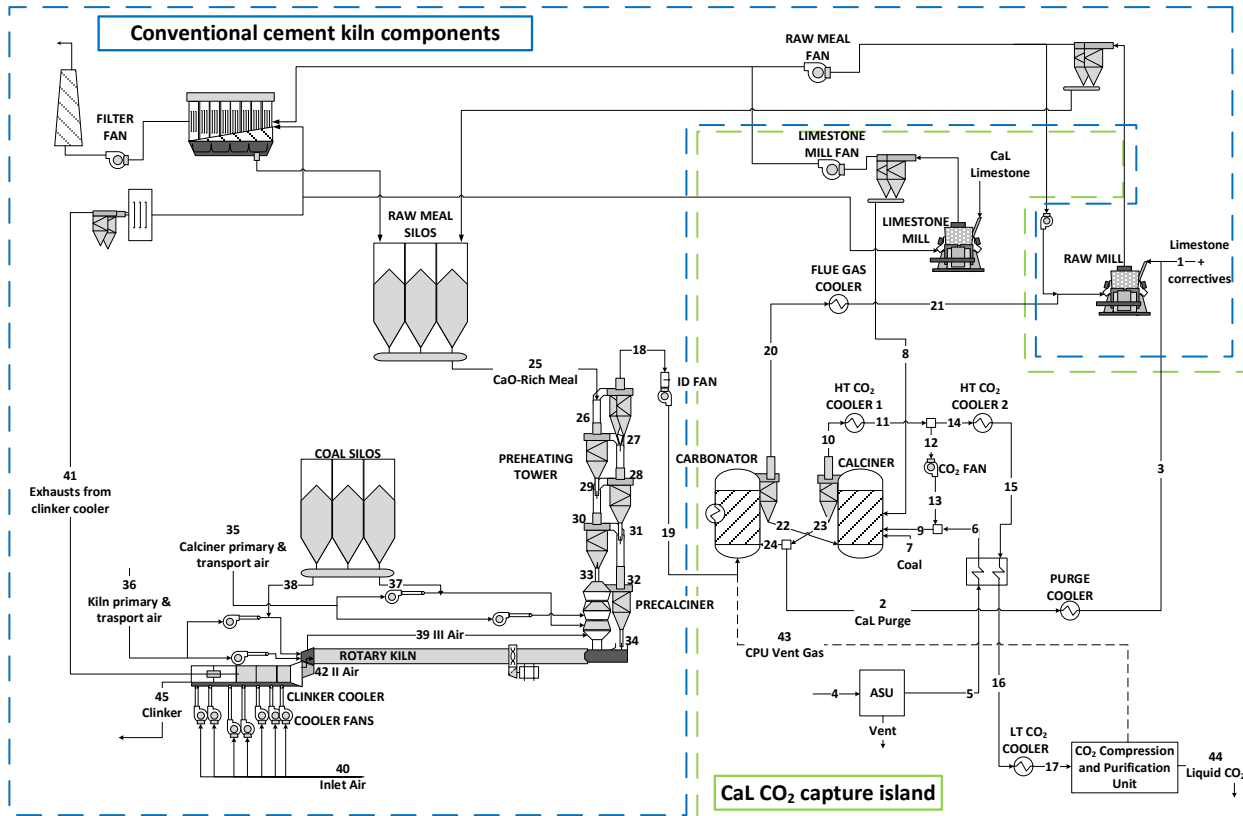 Conventional cement kiln components
RAW MEAL
FAN
FILTER
FAN
LIMESTONE
MILL FAN
CaL
Limestone
LIMESTONE
MILL
RAW MEAL
SILOS
RAW MILL
Limestone
1 +
correctives
FLUE GAS
COOLER
21
20
8
25
CaO-Rich Meal
18
ID FAN
26
27
HT CO₂
COOLER 1
11
HT CO₂
COOLER 2
14
10
12
CO₂ FAN
3
41
Exhausts from
clinker cooler
COAL SILOS
PREHEATING
TOWER
28
29
CARBONATOR
CALCINER
13
15
30
31
19
22
23
24
9
6
7
Coal
35
Calciner primary &
transport air
36
Kiln primary &
trasport air
38
37
33
32
PRECALCINER
2
CaL Purge
PURGE
COOLER
39 III Air
34
ROTARY KILN
42 II Air
43
CPU Vent Gas
16
45
Clinker
CLINKER COOLER
COOLER FANS
4
ASU
5
Vent
40
Inlet Air
LT CO₂
COOLER
17
CO₂ Compression
and Purification
Unit
44
Liquid CO₂
CaL CO₂ capture island